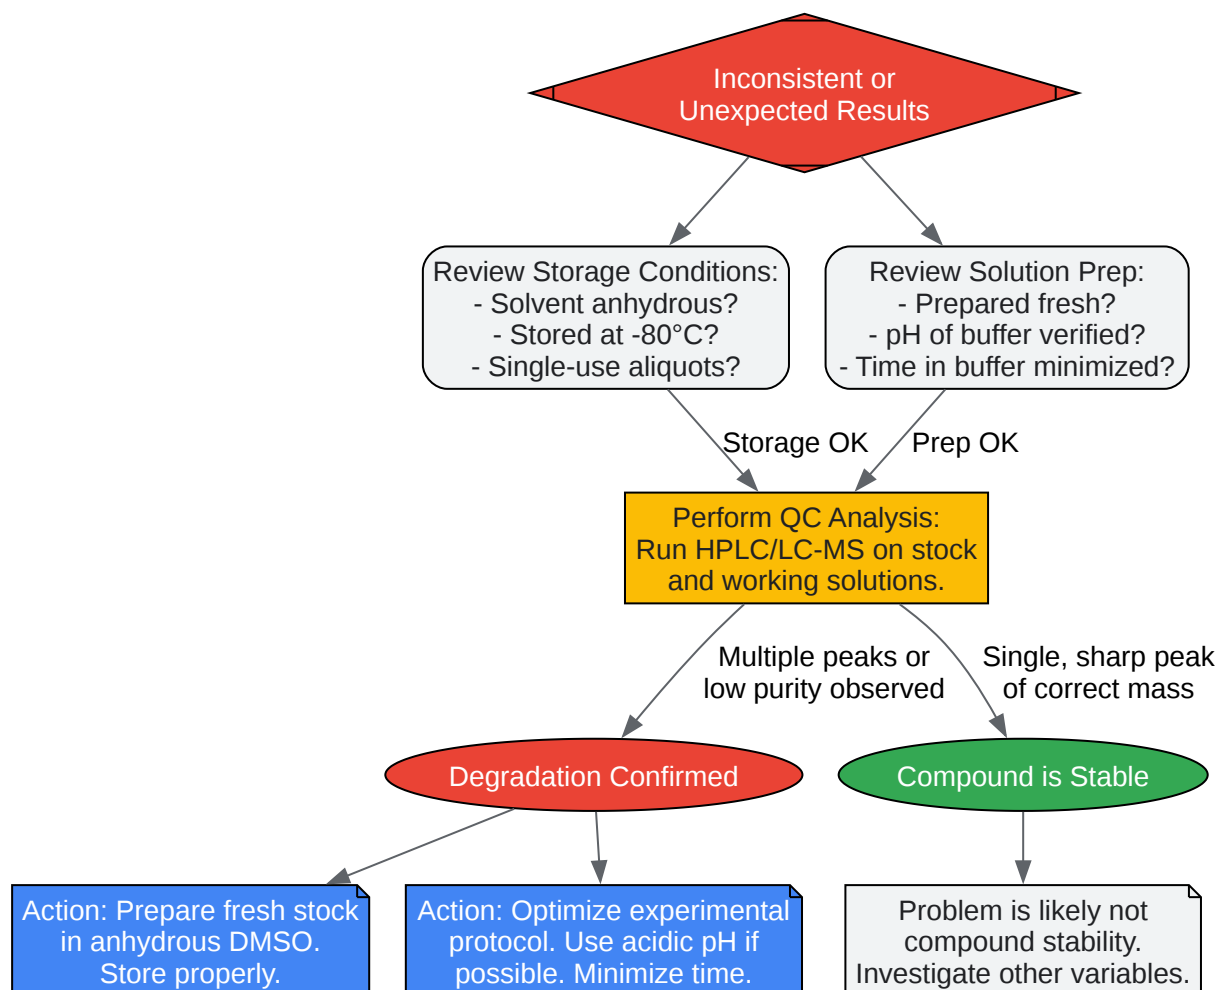 Inconsistent or
Unexpected Results
Review Storage Conditions:
- Solvent anhydrous?
- Stored at -80°C?
- Single-use aliquots?
Review Solution Prep:
- Prepared fresh?
- pH of buffer verified?
- Time in buffer minimized?
Storage OK
Prep OK
Perform QC Analysis:
Run HPLC/LC-MS on stock
and working solutions.
Multiple peaks or
low purity observed
Single, sharp peak
of correct mass
Degradation Confirmed
Compound is Stable
Action: Prepare fresh stock
in anhydrous DMSO.
Store properly.
Action: Optimize experimental
protocol. Use acidic pH if
possible. Minimize time.
Problem is likely not
compound stability.
Investigate other variables.